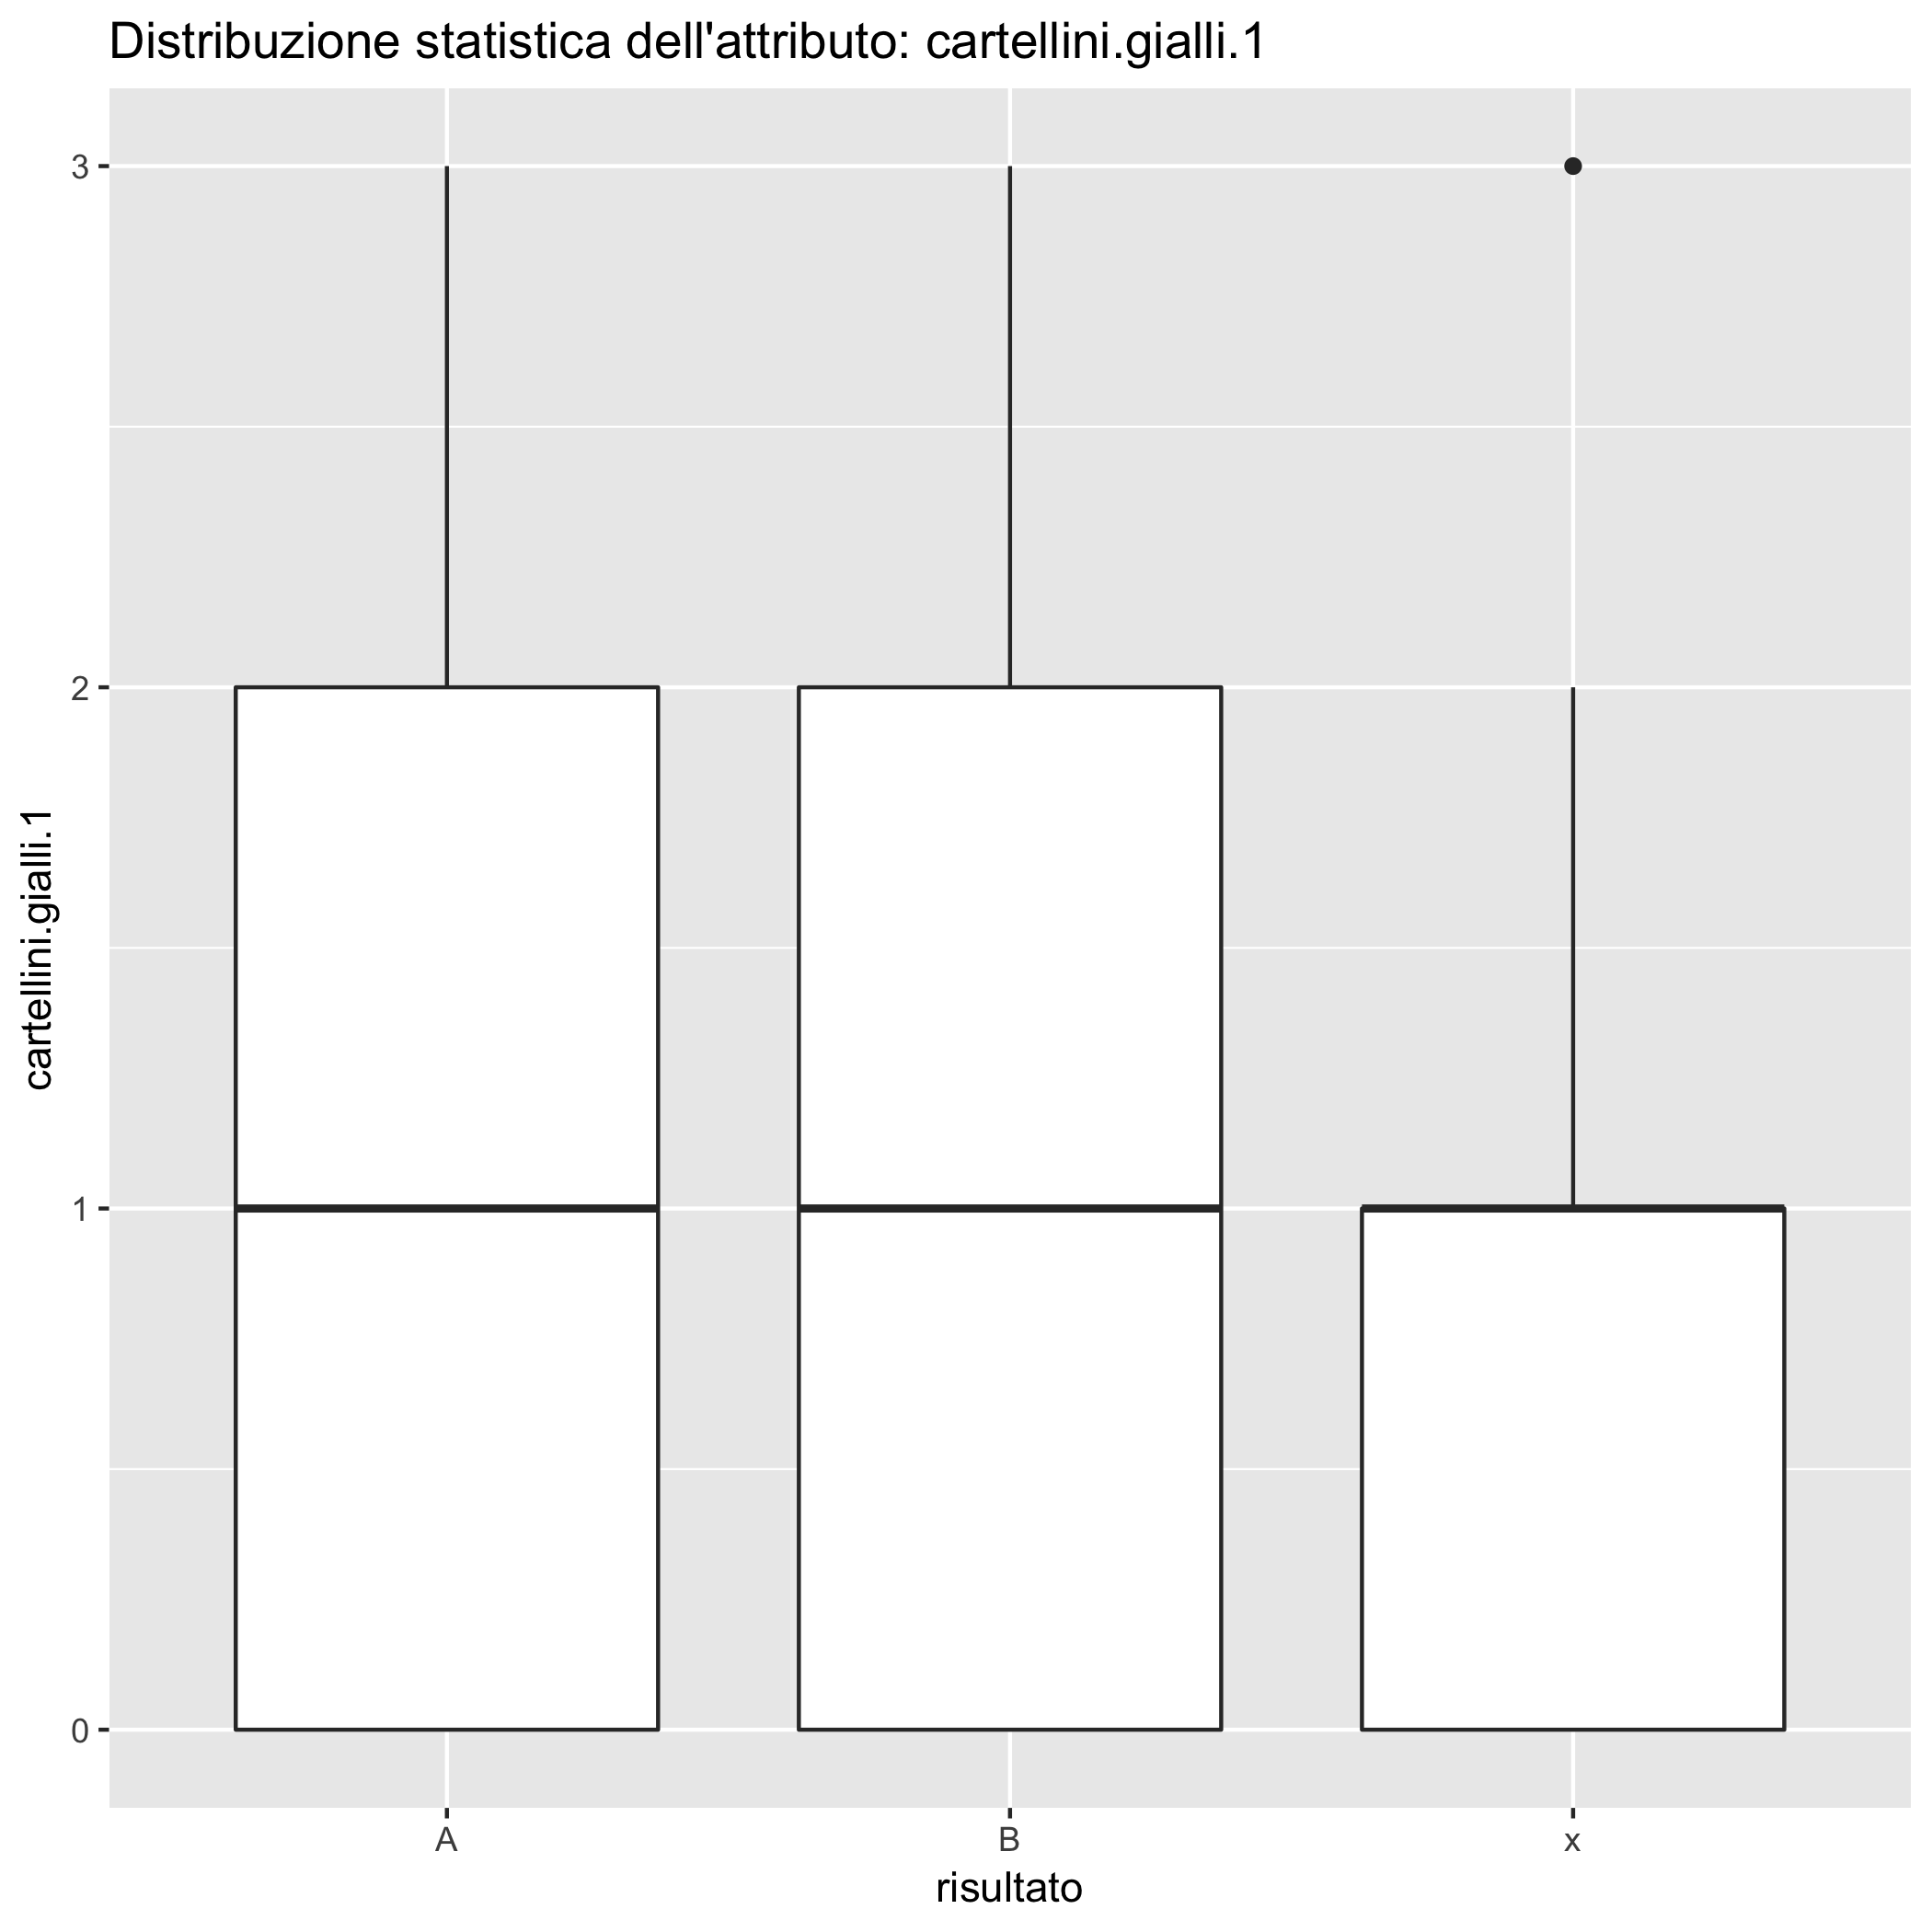 Distribuzione statistica dell'attributo: cartellini.gialli.1
cartellini.gialli.1
3
2
1
0
A
B
x
risultato